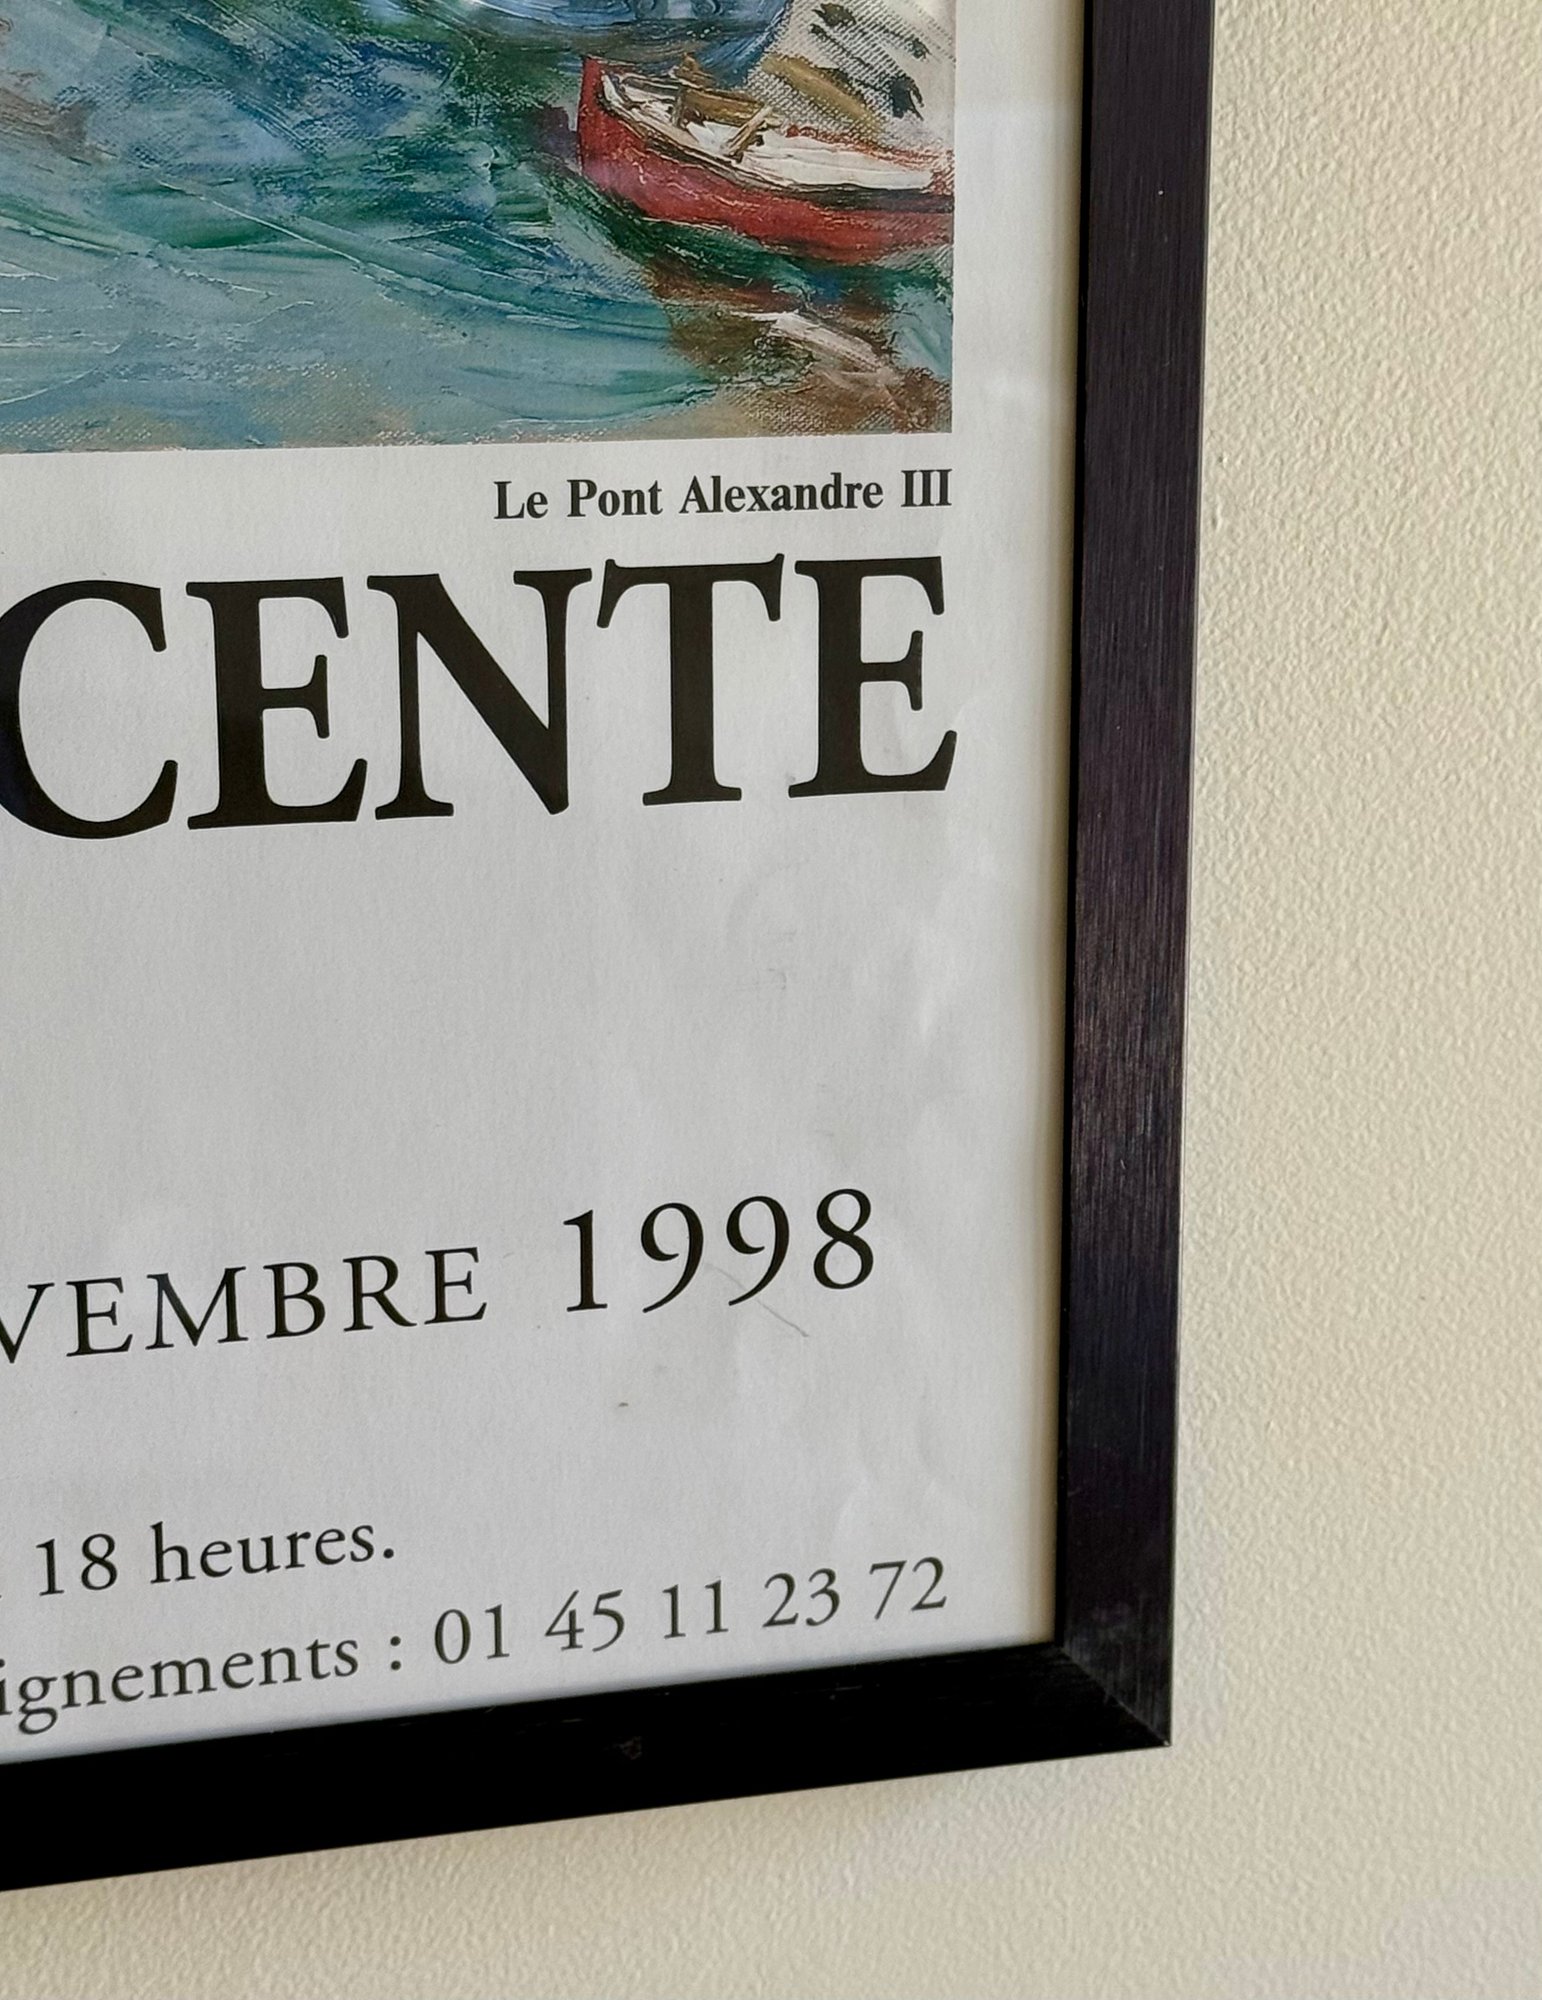 Le Pont Alexandre III
CENTE
VEMBRE 1998
18 heures.
ignements : 01 45 11 23 72